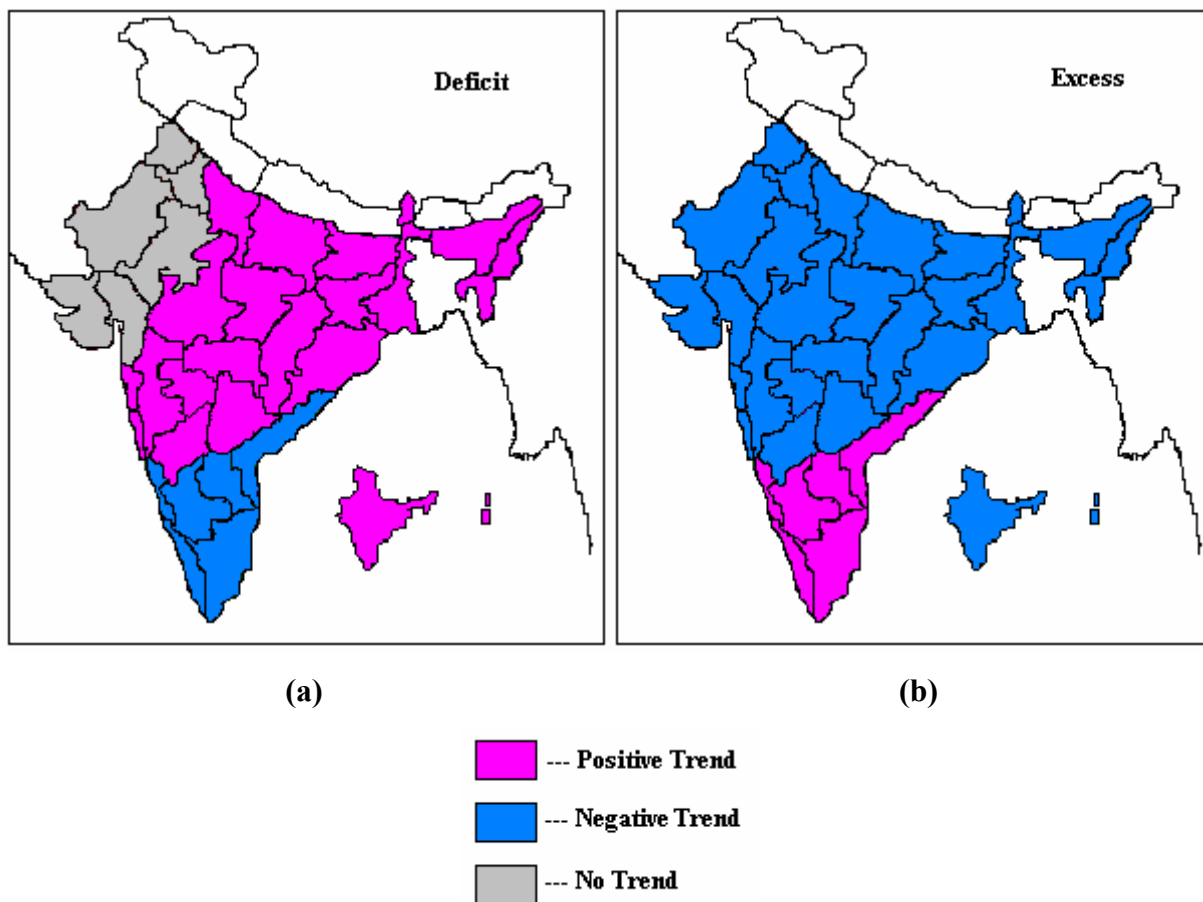 Deficit
Excess
(a)
(b)
--- Positive Trend
--- Negative Trend
--- No Trend